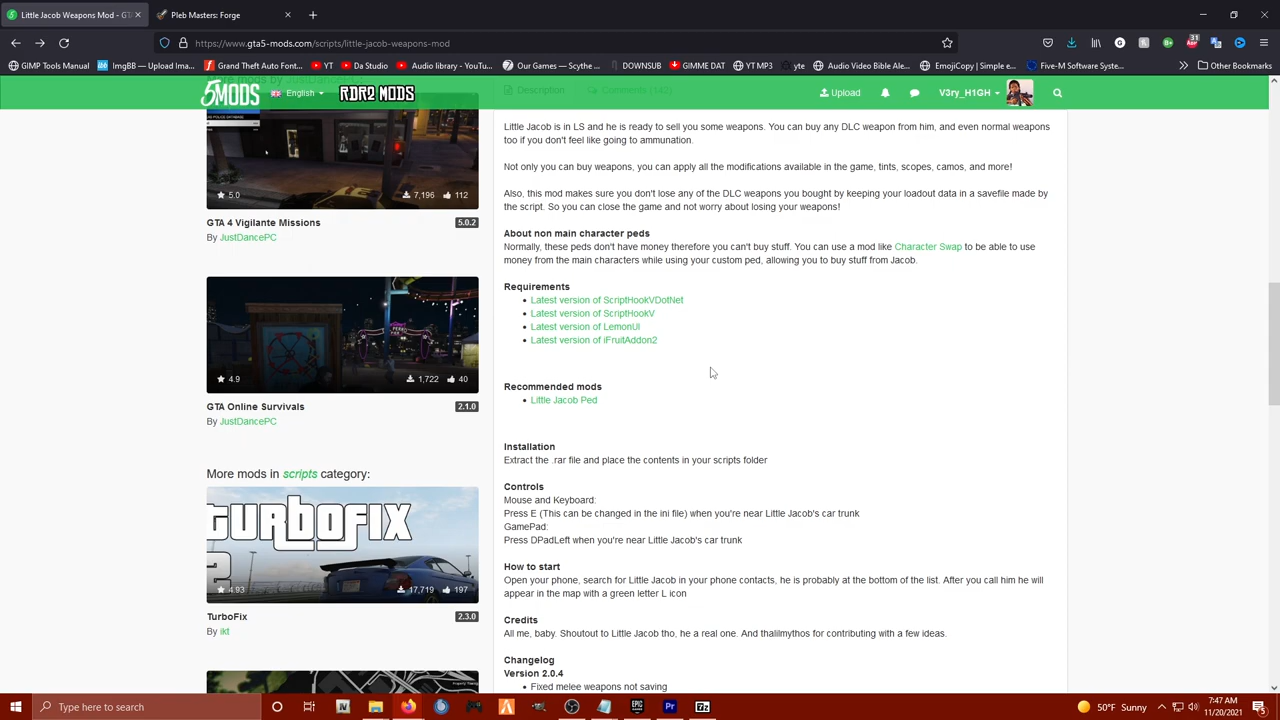 Little Jacob Weapons Mod - GTA
Pleb Masters: Forge
https://www.gta5-mods.com/scripts/little-jacob-weapons-mod
GIMP Tools Manual
ImgBB — Upload Ime...
Grand Theft Auto Fo...
YT
Da Studio
Audio library - YouTu...
Our Games — Scythe...
DOWNSUB
GIMME DAT
YT MP3
ye
Audio Video Bible Ale...
EmojiCopy | Simple e...
Five-M Software Syste...
Other Bookmarks
More mods by JustDancePC:
5MODS
English
RDR2 MODS
Description
Comments (142)
Upload
V3ry_H1GH
5.0
7,196
112
GTA 4 Vigilante Missions
5.0.2
By JustDancePC
4.9
1,722
40
GTA Online Survivals
2.1.0
By JustDancePC
More mods in scripts category:
TURBOFIX
2
4.93
17,719
197
TurboFix
2.3.0
By ikt
Little Jacob is in LS and he is ready to sell you some weapons. You can buy any DLC weapon from him, and even normal weapons
too if you don't feel like going to ammunation.
Not only you can buy weapons, you can apply all the modifications available in the game, tints, scopes, camos, and more!
Also, this mod makes sure you don't lose any of the DLC weapons you bought by keeping your loadout data in a savefile made by
the script. So you can close the game and not worry about losing your weapons!
About non main character peds
Normally, these peds don't have money therefore you can't buy stuff. You can use a mod like Character Swap to be able to use
money from the main characters while using your custom ped, allowing you to buy stuff from Jacob.
Requirements
Latest version of ScriptHookVDotNet
Latest version of ScriptHookV
Latest version of LemonUI
Latest version of iFruitAddon2
Recommended mods
Little Jacob Ped
Installation
Extract the .rar file and place the contents in your scripts folder
Controls
Mouse and Keyboard:
Press E (This can be changed in the ini file) when you're near Little Jacob's car trunk
GamePad:
Press DPadLeft when you're near Little Jacob's car trunk
How to start
Open your phone, search for Little Jacob in your phone contacts, he is probably at the bottom of the list. After you call him he will
appear in the map with a green letter L icon
Credits
All me, baby. Shoutout to Little Jacob tho, he a real one. And thalilmythos for contributing with a few ideas.
Changelog
Version 2.0.4
Fixed melee weapons not saving
Type here to search
50°F Sunny
7:47 AM
11/20/2021